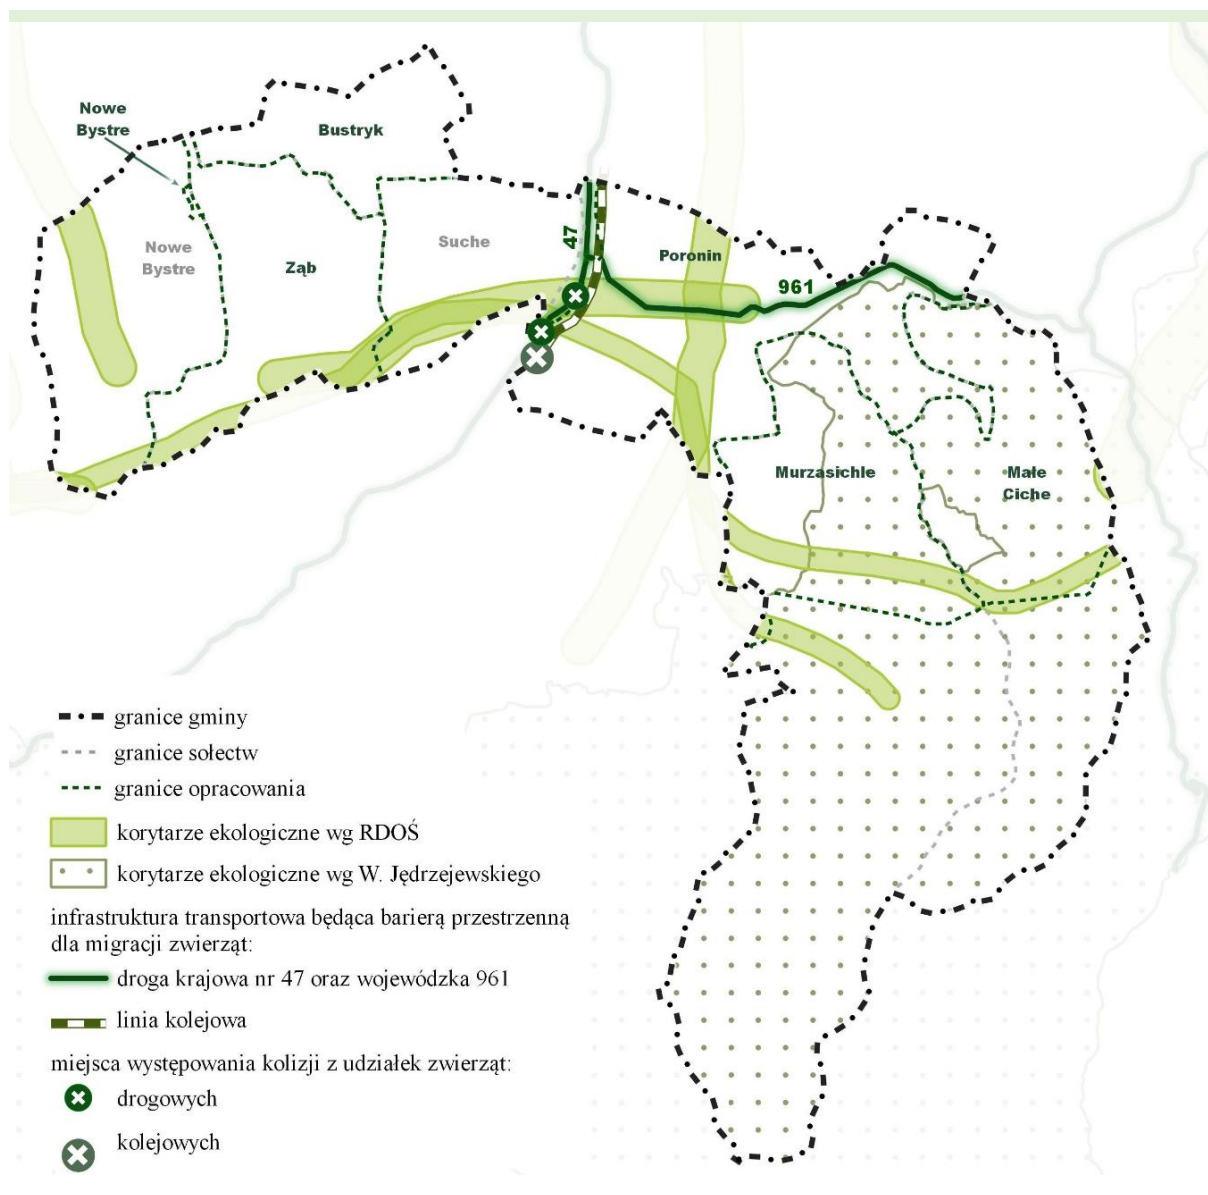 Nowe
Bystre
Bustryk
Nowe
Bystre
Suche
Ząb
47
Poronin
961
Murzasichle
Małe
Ciche
granice gminy
granice sołectw
granice opracowania
korytarze ekologiczne wg RDOŚ
korytarze ekologiczne wg W. Jędrzejewskiego
infrastruktura transportowa będąca barierą przestrzenną
dla migracji zwierząt:
droga krajowa nr 47 oraz wojewódzka 961
linia kolejowa
miejsca występowania kolizji z udziałek zwierząt:
drogowych
kolejowych